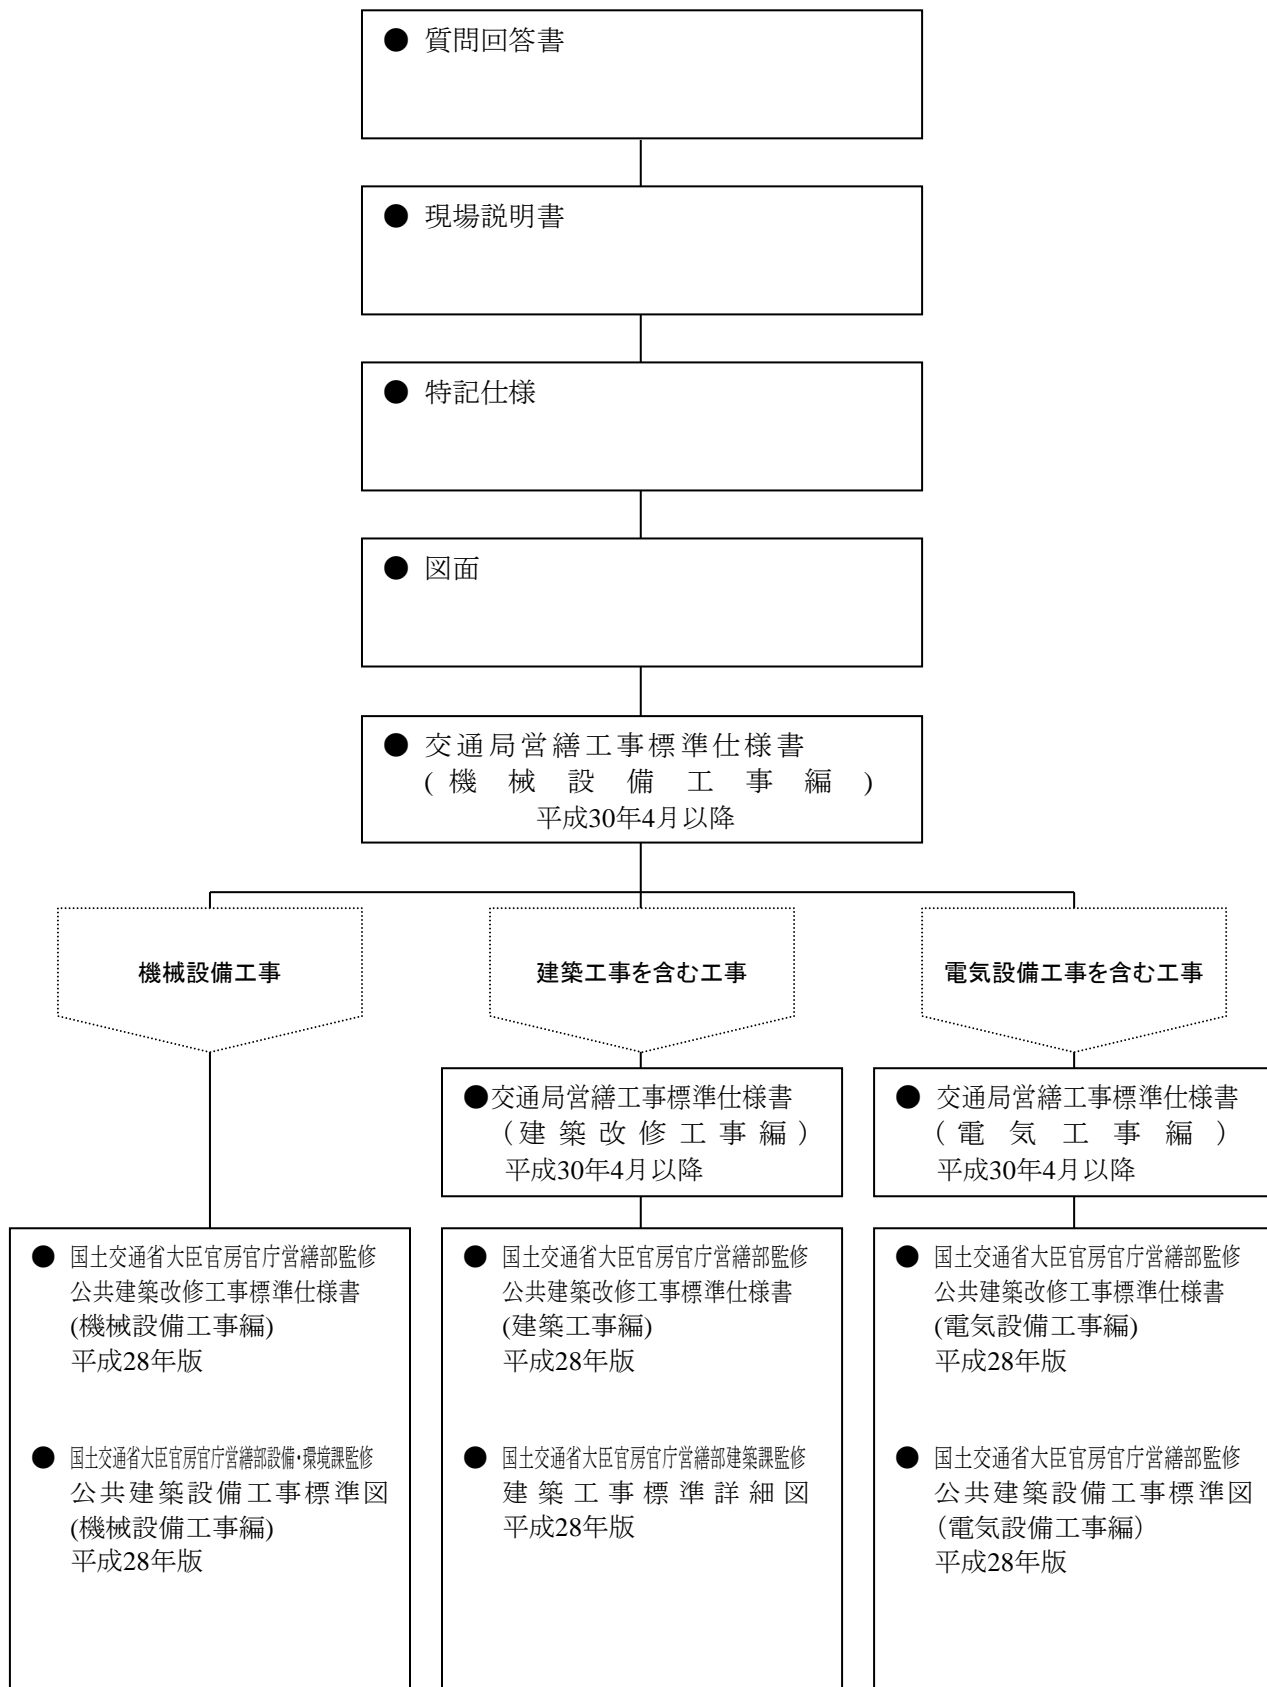 ● 質問回答書
● 現場説明書
● 特記仕様
● 図面
● 交通局営繕工事標準仕様書
(機械設備工事編)
平成30年4月以降
機械設備工事
建築工事を含む工事
電気設備工事を含む工事
●交通局営繕工事標準仕様書
（建築改修工事編）
平成30年4月以降
● 交通局営繕工事標準仕様書
（電気工事編）
平成30年4月以降
● 国土交通省大臣官房官庁営繕部監修
公共建築改修工事標準仕様書
(機械設備工事編)
平成28年版
● 国土交通省大臣官房官庁営繕部設備・環境課監修
公共建築設備工事標準図
(機械設備工事編)
平成28年版
● 国土交通省大臣官房官庁営繕部監修
公共建築改修工事標準仕様書
(建築工事編)
平成28年版
● 国土交通省大臣官房官庁営繕部建築課監修
建築工事標準詳細図
平成28年版
● 国土交通省大臣官房官庁営繕部監修
公共建築改修工事標準仕様書
(電気設備工事編)
平成28年版
● 国土交通省大臣官房官庁営繕部監修
公共建築設備工事標準図
（電気設備工事編）
平成28年版